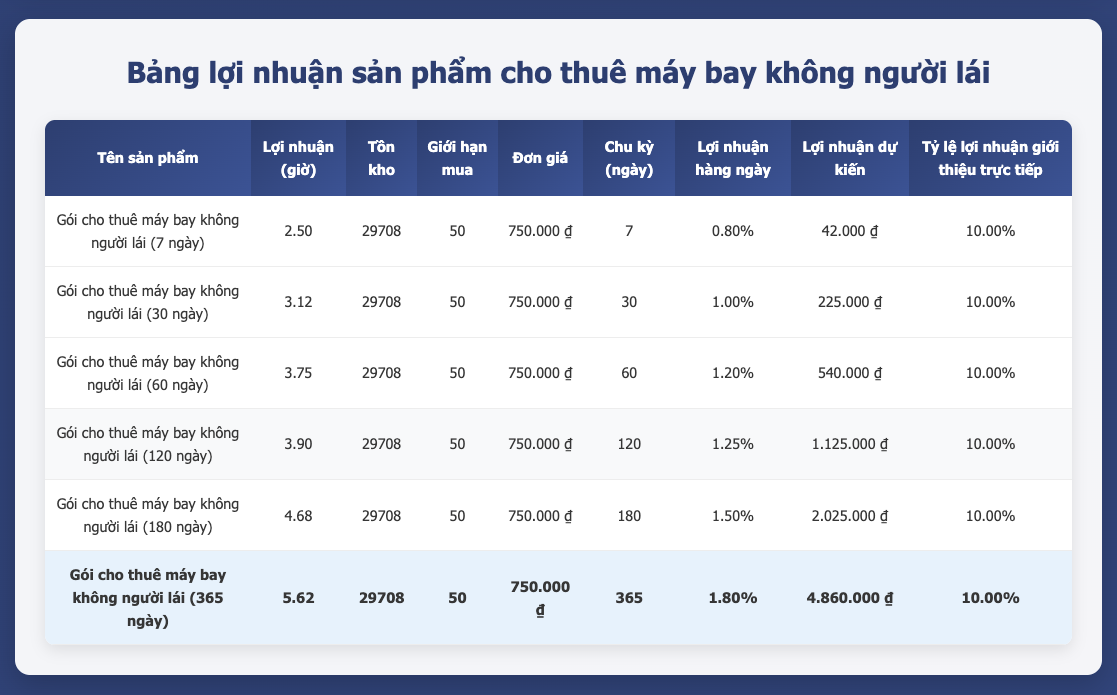 Bảng lợi nhuận sản phẩm cho thuê máy bay không người lái
Tên sản phẩm | Lợi nhuận (giờ) | Tồn kho | Giới hạn mua | Đơn giá | Chu kỳ (ngày) | Lợi nhuận hàng ngày | Lợi nhuận dự kiến | Tỷ lệ lợi nhuận giới thiệu trực tiếp
Gói cho thuê máy bay không người lái (7 ngày) | 2.50 | 29708 | 50 | 750.000 ₫ | 7 | 0.80% | 42.000 ₫ | 10.00%
Gói cho thuê máy bay không người lái (30 ngày) | 3.12 | 29708 | 50 | 750.000 ₫ | 30 | 1.00% | 225.000 ₫ | 10.00%
Gói cho thuê máy bay không người lái (60 ngày) | 3.75 | 29708 | 50 | 750.000 ₫ | 60 | 1.20% | 540.000 ₫ | 10.00%
Gói cho thuê máy bay không người lái (120 ngày) | 3.90 | 29708 | 50 | 750.000 ₫ | 120 | 1.25% | 1.125.000 ₫ | 10.00%
Gói cho thuê máy bay không người lái (180 ngày) | 4.68 | 29708 | 50 | 750.000 ₫ | 180 | 1.50% | 2.025.000 ₫ | 10.00%
Gói cho thuê máy bay không người lái (365 ngày) | 5.62 | 29708 | 50 | 750.000 ₫ | 365 | 1.80% | 4.860.000 ₫ | 10.00%